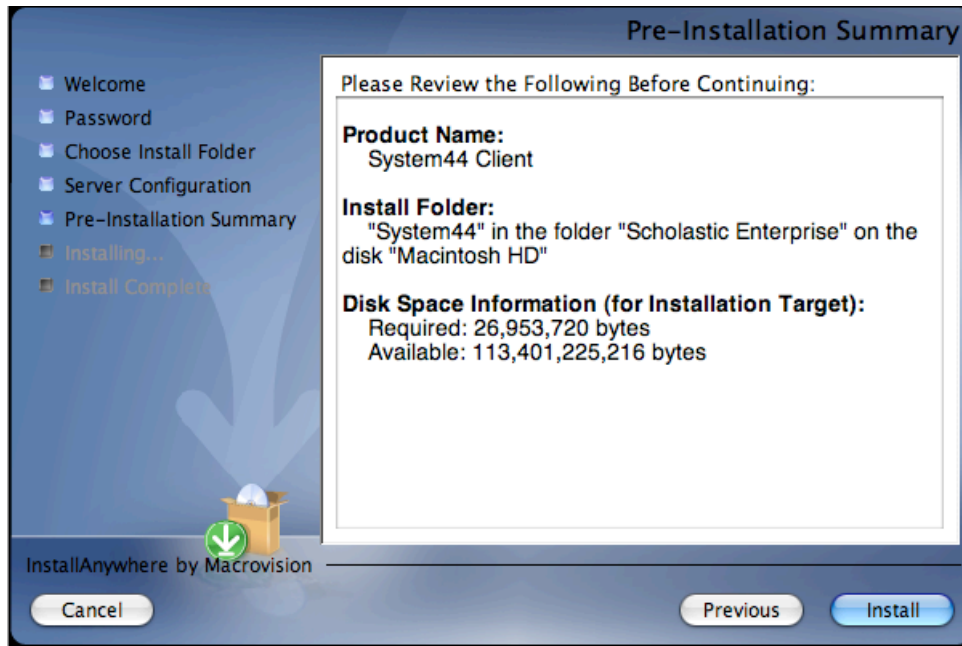 Pre-Installation Summary
Welcome
Password
Choose Install Folder
Server Configuration
Pre-Installation Summary
Installing...
Install Complete
Please Review the Following Before Continuing:
Product Name:
System44 Client
Install Folder:
"System44" in the folder "Scholastic Enterprise" on the
disk "Macintosh HD"
Disk Space Information (for Installation Target):
Required: 26,953,720 bytes
Available: 113,401,225,216 bytes
InstallAnywhere by Macrovision
Cancel
Previous
Install